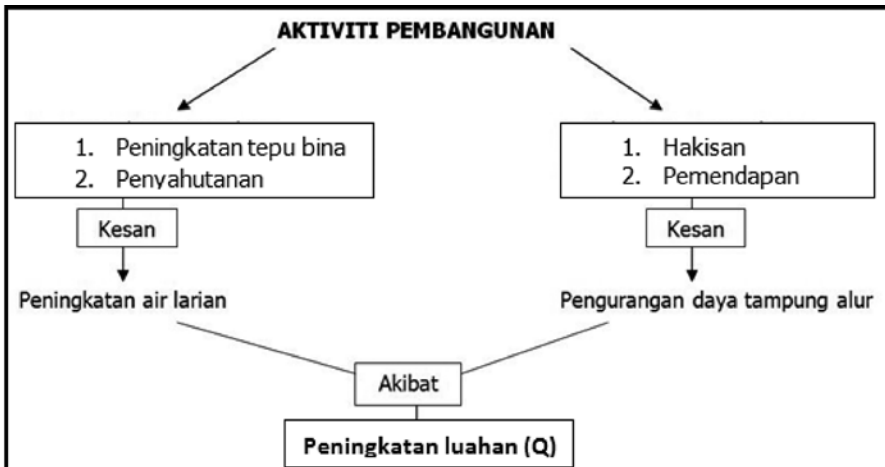 AKTIVITI PEMBANGUNAN
1. Peningkatan tepu bina
2. Penyahutanan
1. Hakisan
2. Pemendapan
Kesan
Kesan
Peningkatan air larian
Pengurangan daya tampung alur
Akibat
Peningkatan luahan (Q)